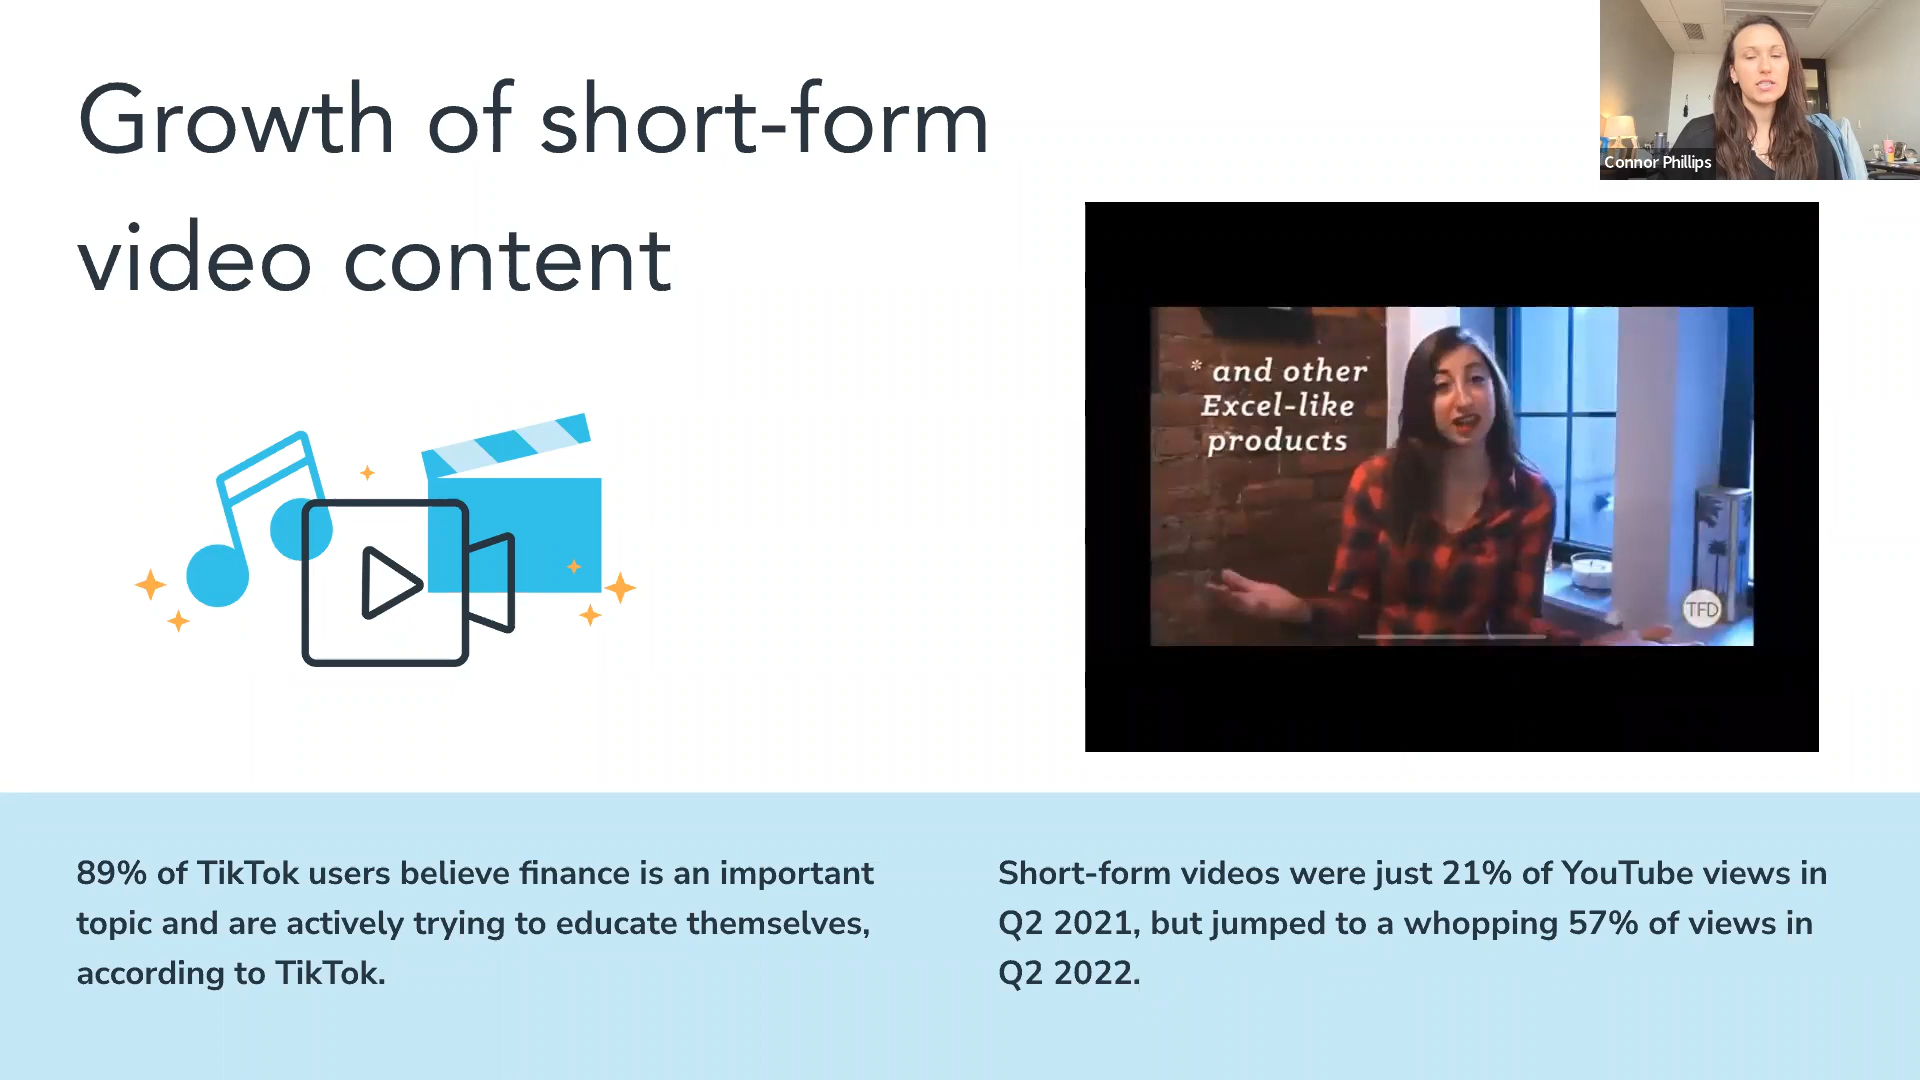 Growth of short-form
video content
Connor Phillips
* and other
Excel-like
products
TFD
89% of TikTok users believe finance is an important
topic and are actively trying to educate themselves,
according to TikTok.
Short-form videos were just 21% of YouTube views in
Q2 2021, but jumped to a whopping 57% of views in
Q2 2022.